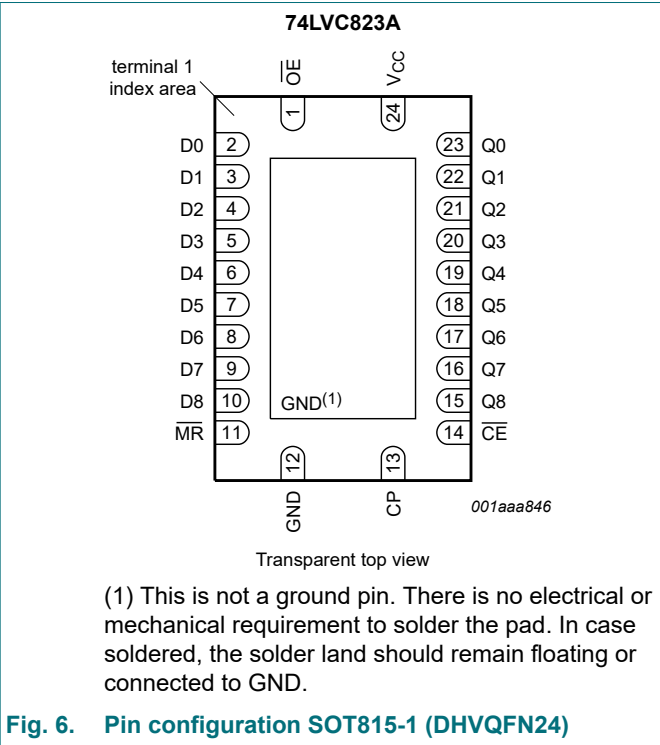 74LVC823A
terminal 1
index area
OE
VCC
1
24
D0 2 23 Q0
D1 3 22 Q1
D2 4 21 Q2
D3 5 20 Q3
D4 6 19 Q4
D5 7 18 Q5
D6 8 17 Q6
D7 9 16 Q7
D8 10 GND(1) 15 Q8
MR 11 14 CE
12
13
GND
CP
001aaa846
Transparent top view
(1) This is not a ground pin. There is no electrical or
mechanical requirement to solder the pad. In case
soldered, the solder land should remain floating or
connected to GND.
Fig. 6. Pin configuration SOT815-1 (DHVQFN24)